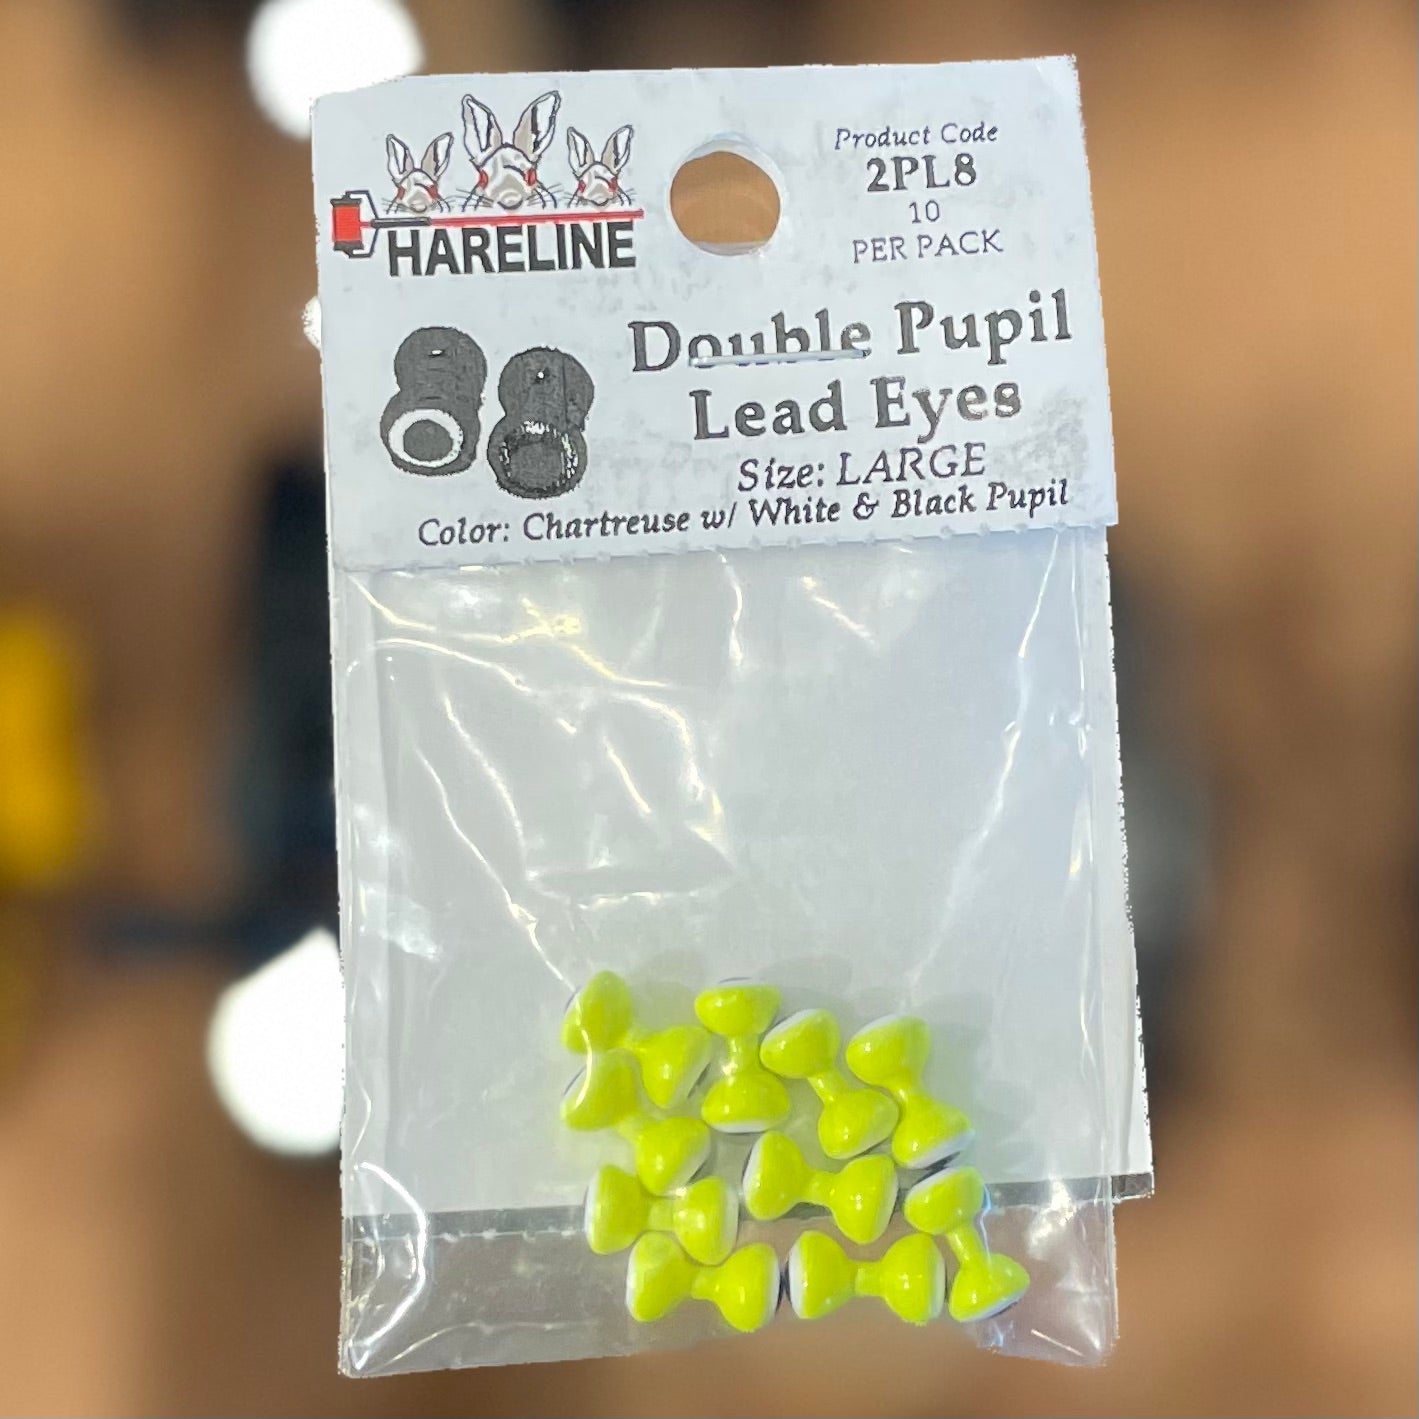 HARELINE
Product Code
2PL8
10
PER PACK
Double Pupil
Lead Eyes
Size: LARGE
Color: Chartreuse w/ White & Black Pupil